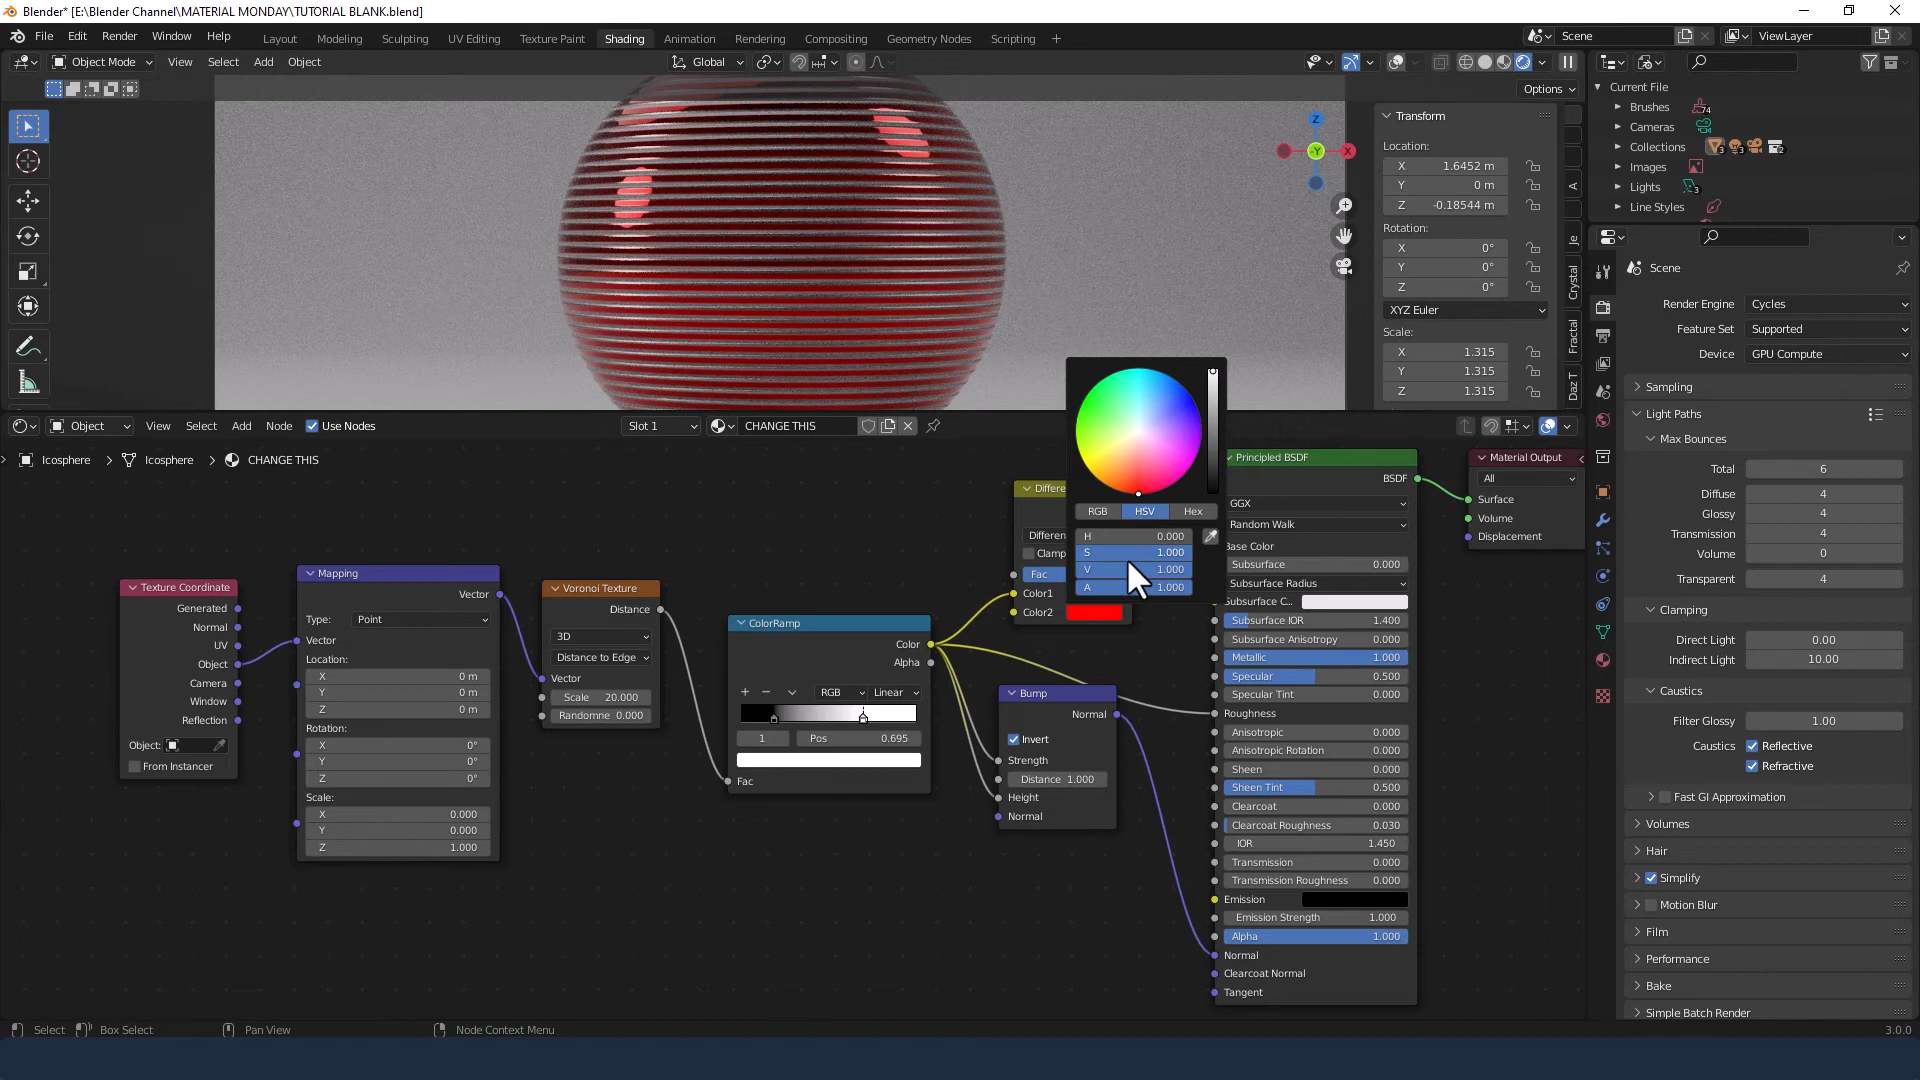 Blender* [E:\Blender Channel\MATERIAL MONDAY\TUTORIAL BLANK.blend]
File Edit Render Window Help
Layout Modeling Sculpting UV Editing Texture Paint Shading Animation Rendering Compositing Geometry Nodes Scripting +
Scene
ViewLayer
Object Mode View Select Add Object
Global
Options
Z
X
-Y
Transform
Location:
X 1.6452 m
Y 0 m
Z -0.18544 m
Rotation:
X 0°
Y 0°
Z 0°
XYZ Euler
Scale:
X 1.315
Y 1.315
Z 1.315
A
Je
Crystal
Fractal
Daz T
Current File
Brushes 74
Cameras
Collections 3 3 2
Images
Lights 3
Line Styles
Scene
Render Engine Cycles
Feature Set Supported
Device GPU Compute
Sampling
Light Paths
Max Bounces
Total 6
Diffuse 4
Glossy 4
Transmission 4
Volume 0
Transparent 4
Clamping
Direct Light 0.00
Indirect Light 10.00
Caustics
Filter Glossy 1.00
Caustics Reflective
Refractive
Fast GI Approximation
Volumes
Hair
Simplify
Motion Blur
Film
Performance
Bake
Simple Batch Render
Object View Select Add Node Use Nodes
Slot 1
CHANGE THIS
Icosphere > Icosphere > CHANGE THIS
Texture Coordinate
Generated
Normal
UV
Object
Camera
Window
Reflection
Object:
From Instancer
Mapping
Vector
Type: Point
Vector
Location:
X 0 m
Y 0 m
Z 0 m
Rotation:
X 0°
Y 0°
Z 0°
Scale:
X 0.000
Y 0.000
Z 1.000
Voronoi Texture
Distance
3D
Distance to Edge
Vector
Scale 20.000
Randomne 0.000
ColorRamp
Color
Alpha
RGB Linear
1 Pos 0.695
Fac
Differe
Differen
Clamp
Fac
Color1
Color2
RGB HSV Hex
H 0.000
S 1.000
V 1.000
A 1.000
Bump
Normal
Invert
Strength
Distance 1.000
Height
Normal
Principled BSDF
BSDF
GGX
Random Walk
Base Color
Subsurface 0.000
Subsurface Radius
Subsurface C...
Subsurface IOR 1.400
Subsurface Anisotropy 0.000
Metallic 1.000
Specular 0.500
Specular Tint 0.000
Roughness
Anisotropic 0.000
Anisotropic Rotation 0.000
Sheen 0.000
Sheen Tint 0.500
Clearcoat 0.000
Clearcoat Roughness 0.030
IOR 1.450
Transmission 0.000
Transmission Roughness 0.000
Emission
Emission Strength 1.000
Alpha 1.000
Normal
Clearcoat Normal
Tangent
Material Output
All
Surface
Volume
Displacement
Select Box Select Pan View Node Context Menu
3.0.0